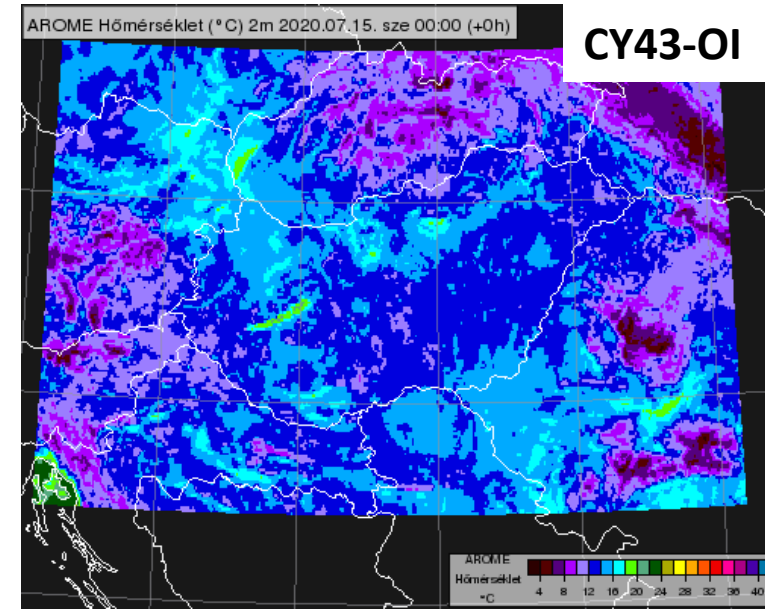 AROME Hőmérséklet (°C) 2m 2020.07.15. sze 00:00 (+0h)
CY43-OI
AROME
Hőmérséklet
°C
4 8 12 16 20 24 28 32 36 40